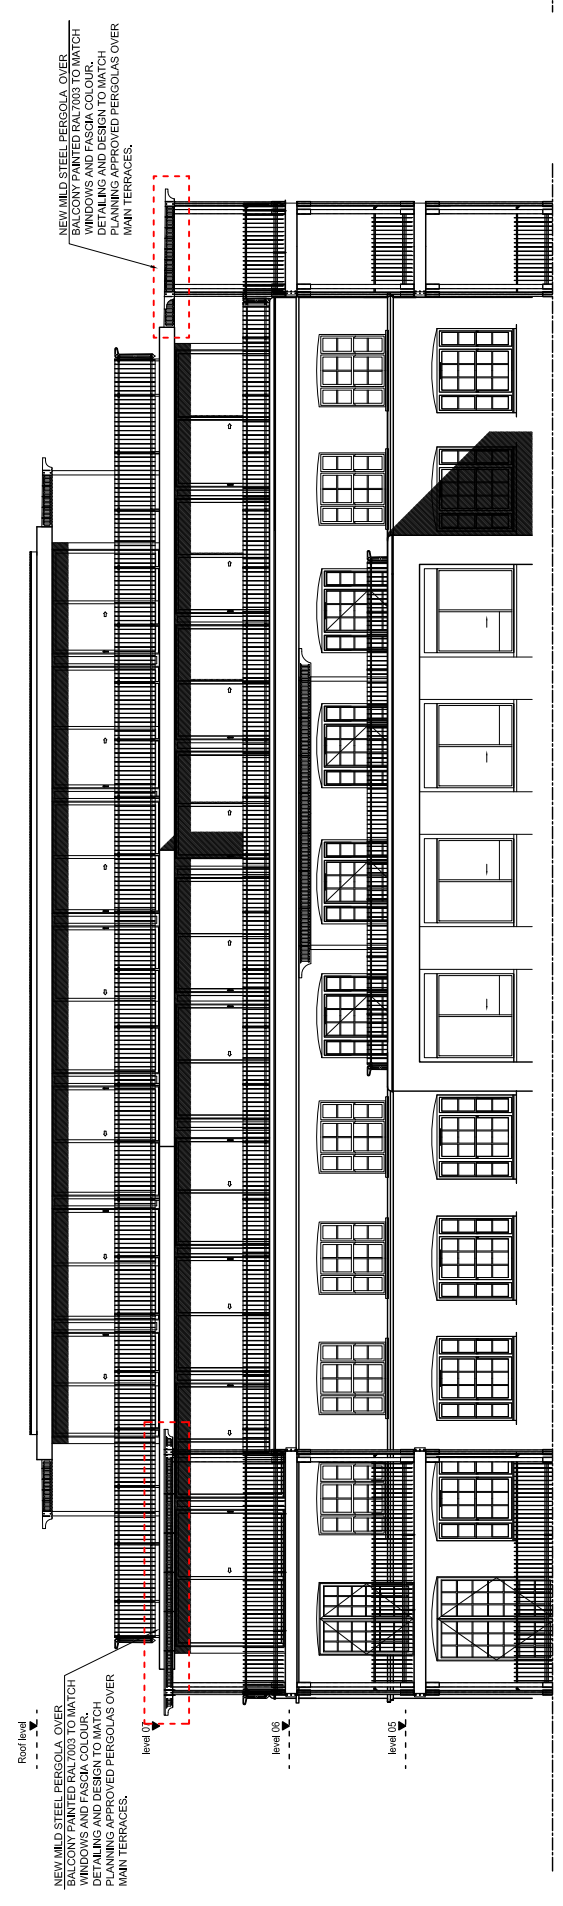 NEW MILD STEEL PERGOLA OVER
BALCONY PAINTED RAL7003 TO MATCH
WINDOWS AND FASCIA COLOUR.
DETAILING AND DESIGN TO MATCH
PLANNING APPROVED PERGOLAS OVER
MAIN TERRACES.
Roof level
level 07
level 06
level 05
NEW MILD STEEL PERGOLA OVER
BALCONY PAINTED RAL7003 TO MATCH
WINDOWS AND FASCIA COLOUR.
DETAILING AND DESIGN TO MATCH
PLANNING APPROVED PERGOLAS OVER
MAIN TERRACES.